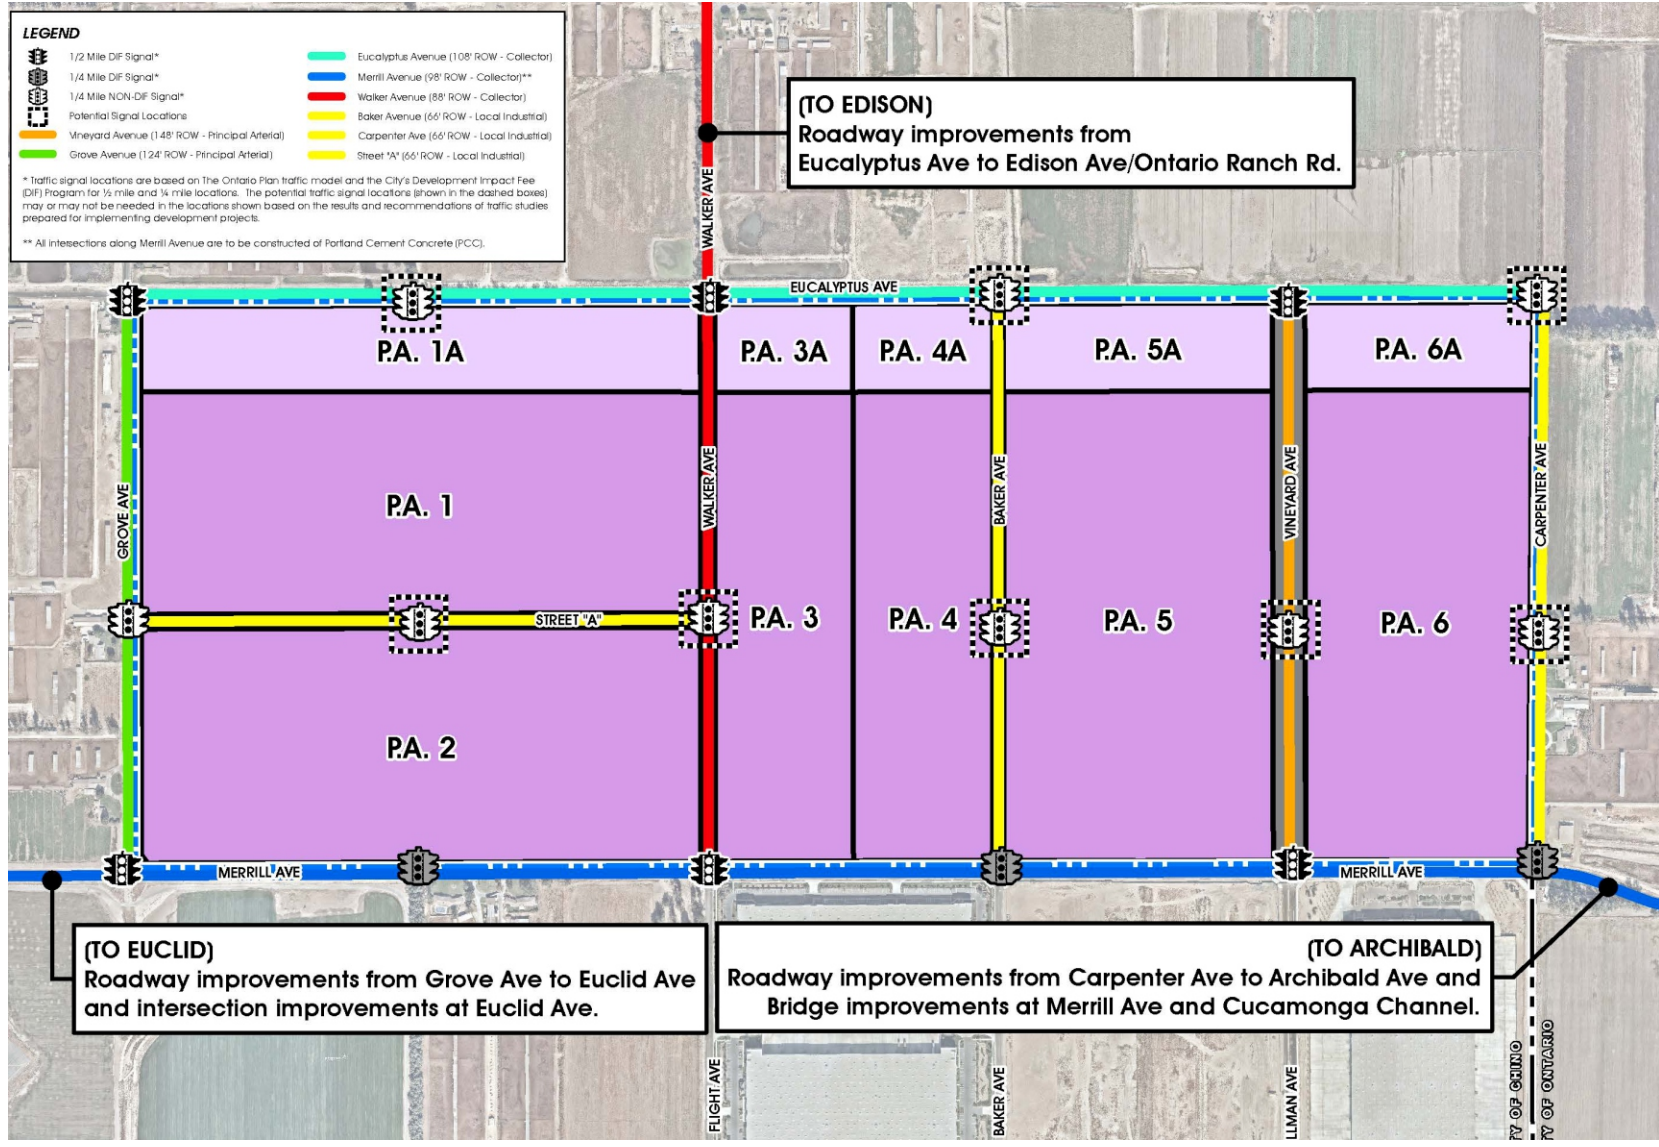 LEGEND
1/2 Mile DIF Signal*
1/4 Mile DIF Signal*
1/4 Mile NON-DIF Signal*
Potential Signal Locations
Vineyard Avenue (148' ROW - Principal Arterial)
Grove Avenue (124' ROW - Principal Arterial)
Eucalyptus Avenue (108' ROW - Collector)
Merrill Avenue (98' ROW - Collector)**
Walker Avenue (88' ROW - Collector)
Baker Avenue (66' ROW - Local Industrial)
Carpenter Ave (66' ROW - Local Industrial)
Street "A" (66' ROW - Local Industrial)
* Traffic signal locations are based on The Ontario Plan traffic model and the City's Development Impact Fee
(DIF) Program for ½ mile and ¼ mile locations. The potential traffic signal locations (shown in the dashed boxes)
may or may not be needed in the locations shown based on the results and recommendations of traffic studies
prepared for implementing development projects.
** All intesections along Merrill Avenue are to be constructed of Portland Cement Concrete (PCC).
(TO EDISON)
Roadway improvements from
Eucalyptus Ave to Edison Ave/Ontario Ranch Rd.
WALKER AVE
EUCALYPTUS AVE
P.A. 1A
P.A. 3A
P.A. 4A
P.A. 5A
P.A. 6A
GROVE AVE
WALKER AVE
BAKER AVE
VINEYARD AVE
CARPENTER AVE
P.A. 1
STREET "A"
P.A. 3
P.A. 4
P.A. 5
P.A. 6
P.A. 2
MERRILL AVE
MERRILL AVE
(TO EUCLID)
Roadway improvements from Grove Ave to Euclid Ave
and intersection improvements at Euclid Ave.
(TO ARCHIBALD)
Roadway improvements from Carpenter Ave to Archibald Ave and
Bridge improvements at Merrill Ave and Cucamonga Channel.
FLIGHT AVE
BAKER AVE
LLMAN AVE
TY OF CHINO
TY OF ONTARIO